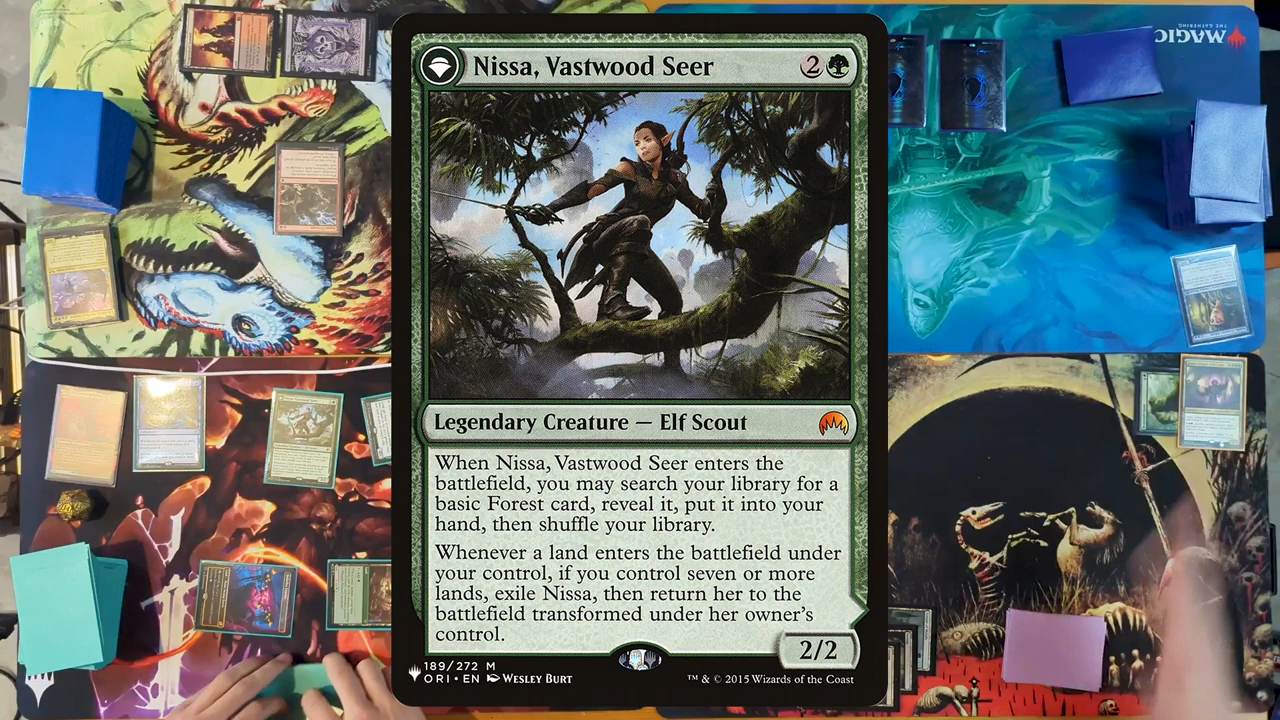 Nissa, Vastwood Seer 2
MAGIC
THE GATHERING
Legendary Creature — Elf Scout
When Nissa, Vastwood Seer enters the
battlefield, you may search your library for a
basic Forest card, reveal it, put it into your
hand, then shuffle your library.
Whenever a land enters the battlefield under
your control, if you control seven or more
lands, exile Nissa, then return her to the
battlefield transformed under her owner's
control.
2/2
189/272 M
ORI • EN Wesley Burt
™ & © 2015 Wizards of the Coast